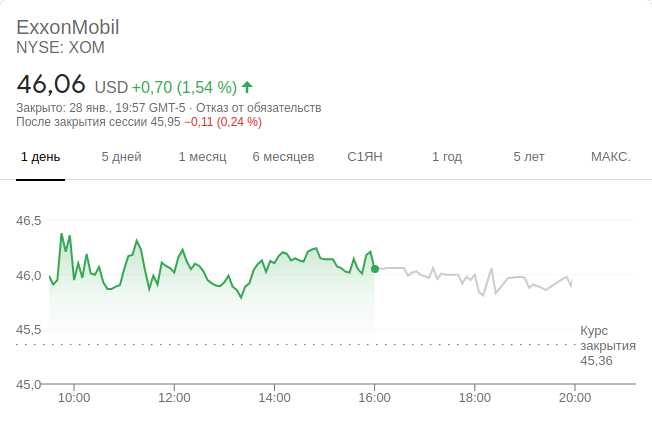 ExxonMobil
NYSE: XOM
46,06 USD +0,70 (1,54 %)
Закрыто: 28 янв., 19:57 GMT-5 · Отказ от обязательств
После закрытия сессии 45,95 −0,11 (0,24 %)
1 день 5 дней 1 месяц 6 месяцев С1ЯН 1 год 5 лет МАКС.
46,5
46,0
45,5
Курс
закрытия
45,36
45,0
10:00 12:00 14:00 16:00 18:00 20:00